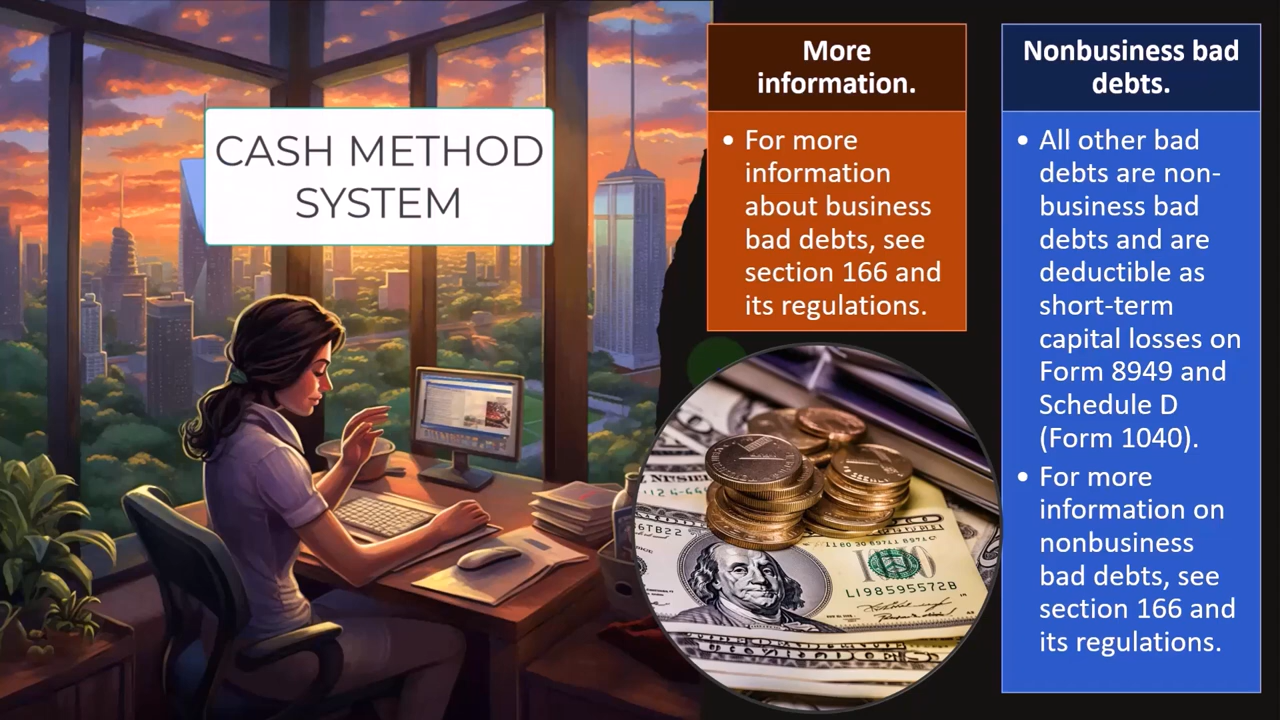 CASH METHOD
SYSTEM
More
information.
• For more
information
about business
bad debts, see
section 166 and
its regulations.
Nonbusiness bad
debts.
• All other bad
debts are non-
business bad
debts and are
deductible as
short-term
capital losses on
Form 8949 and
Schedule D
(Form 1040).
• For more
information on
nonbusiness
bad debts, see
section 166 and
its regulations.
100
LI98595572B